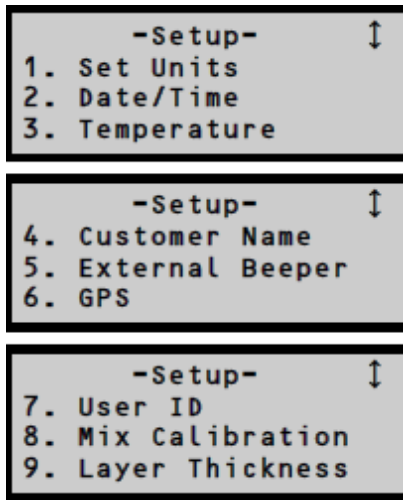 -Setup- ↕
1. Set Units
2. Date/Time
3. Temperature
-Setup- ↕
4. Customer Name
5. External Beeper
6. GPS
-Setup- ↕
7. User ID
8. Mix Calibration
9. Layer Thickness